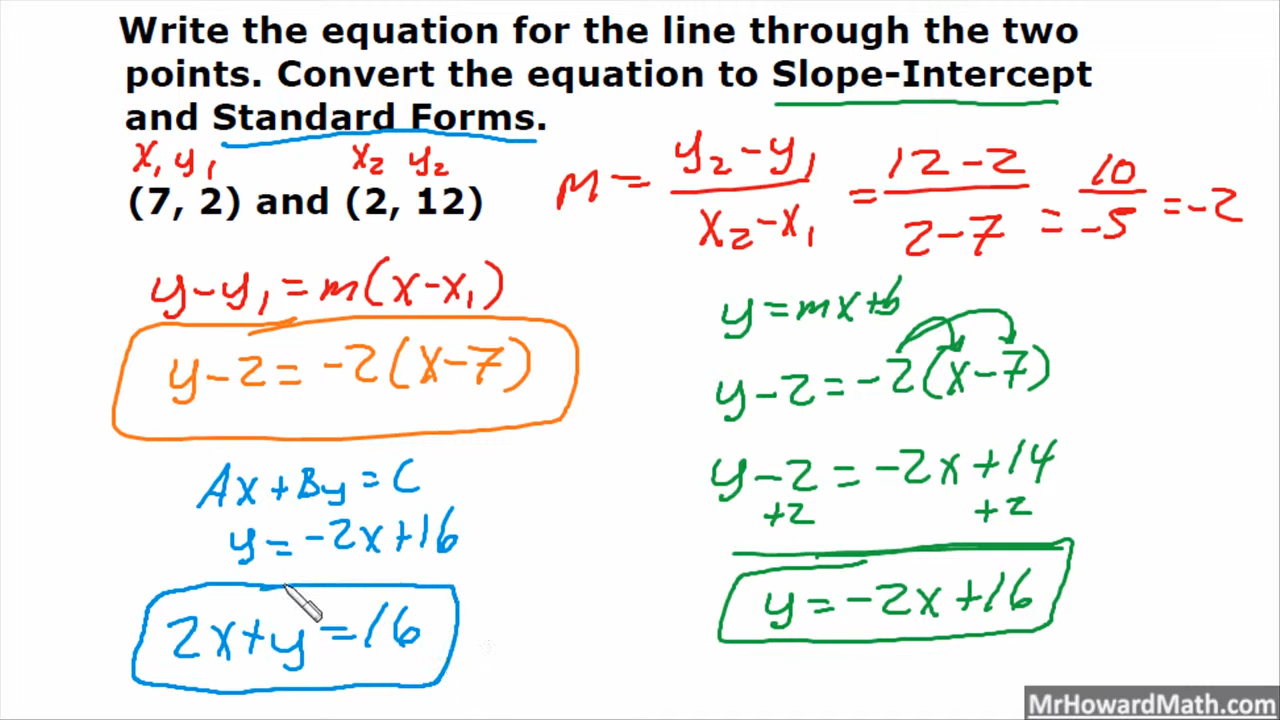 Write the equation for the line through the two
points. Convert the equation to Slope-Intercept
and Standard Forms.
x₁ y₁ x₂ y₂
(7, 2) and (2, 12)
m = (y₂-y₁)/(x₂-x₁) = (12-2)/(2-7) = 10/-5 = -2
y-y₁ = m(x-x₁)
y-2 = -2(x-7)
Ax+By = C
y = -2x+16
2x+y = 16
y = mx+b
y-2 = -2(x-7)
y-2 = -2x+14
+2 +2
y = -2x+16
MrHowardMath.com